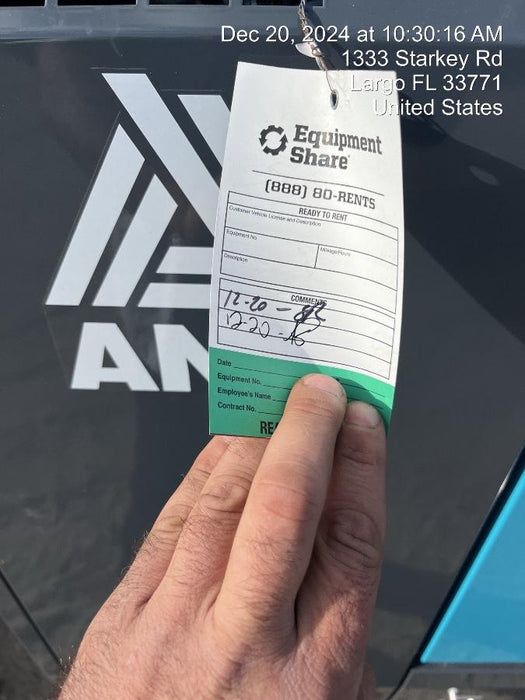 Dec 20, 2024 at 10:30:16 AM
1333 Starkey Rd
Largo FL 33771
United States
Equipment
Share
(888) 80-RENTS
READY TO RENT
Customer Vehicle License and Description
Equipment No.
Mileage/Hours
Description
COMMENTS
12-20 -
12-20 -
Date
Equipment No.
Employee's Name
Contract No.
AN